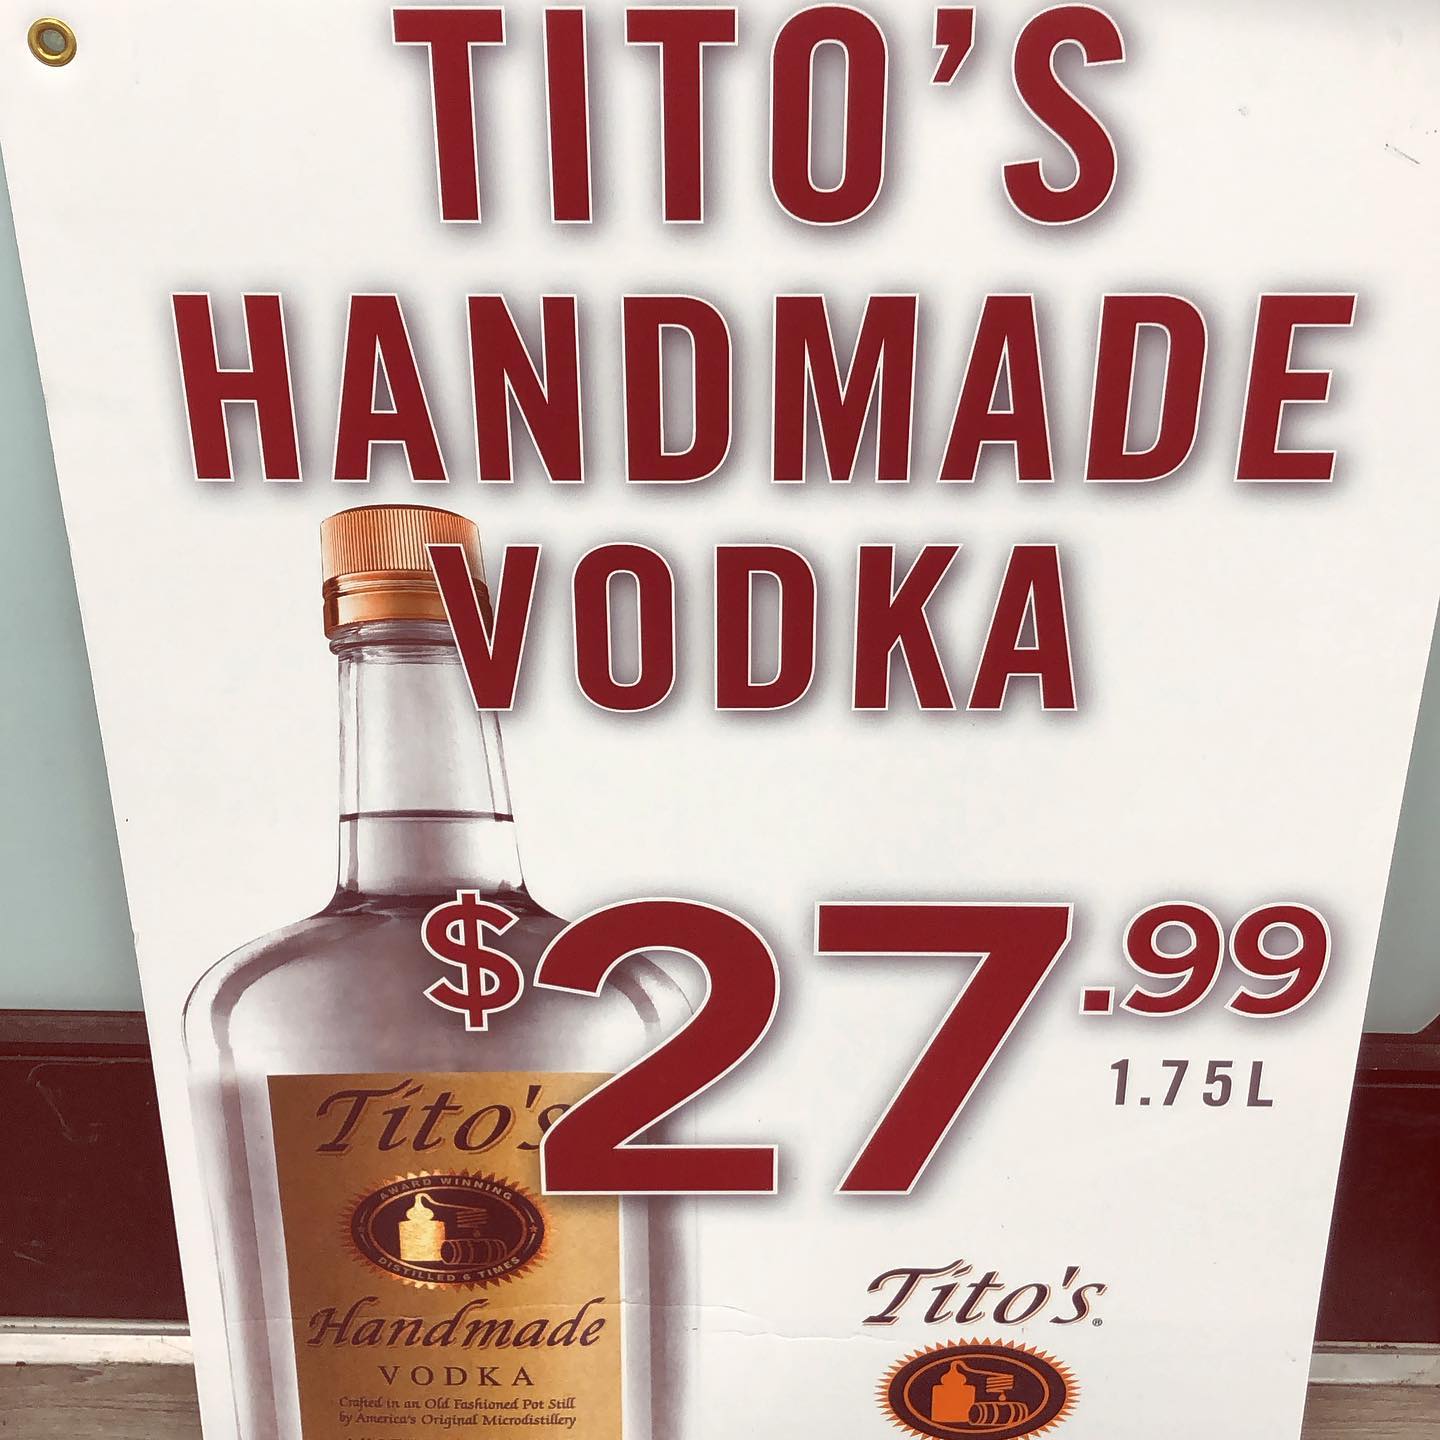 TITO'S
HANDMADE
VODKA
$27.99
1.75L
Tito's
AWARD WINNING
DISTILLED 6 TIMES
Handmade
VODKA
Crafted in an Old Fashioned Pot Still
by America's Original Microdistillery
Tito's®